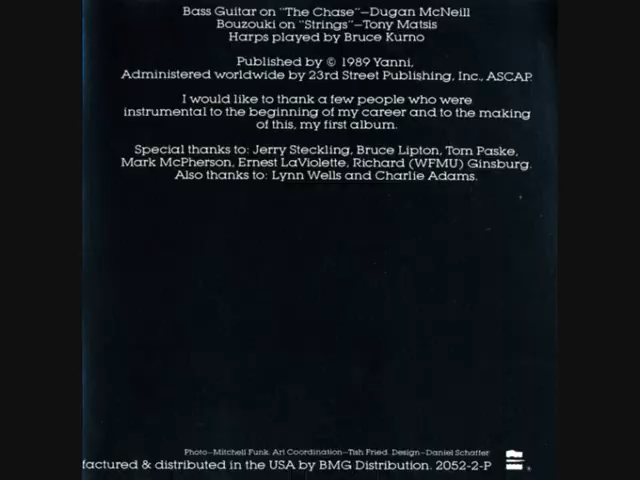 Bass Guitar on "The Chase"—Dugan McNeill
Bouzouki on "Strings"—Tony Matsis
Harps played by Bruce Kurno
Published by © 1989 Yanni,
Administered worldwide by 23rd Street Publishing, Inc., ASCAP.
I would like to thank a few people who were
instrumental to the beginning of my career and to the making
of this, my first album.
Special thanks to: Jerry Steckling, Bruce Lipton, Tom Paske,
Mark McPherson, Ernest LaViolette, Richard (WFMU) Ginsburg.
Also thanks to: Lynn Wells and Charlie Adams.
Photo—Mitchell Funk. Art Coordination—Tish Fried. Design—Daniel Schatter
factured & distributed in the USA by BMG Distribution. 2052-2-P